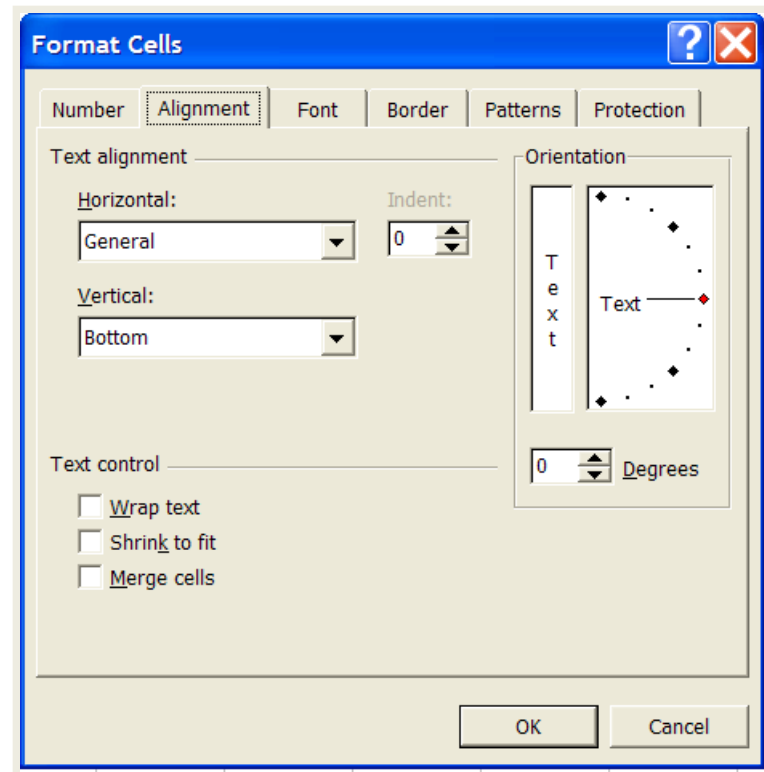 Format Cells
Number Alignment Font Border Patterns Protection
Text alignment
Horizontal:
General
Indent:
0
Vertical:
Bottom
Text control
Wrap text
Shrink to fit
Merge cells
Orientation
T
e
x
t
Text
0 Degrees
OK Cancel